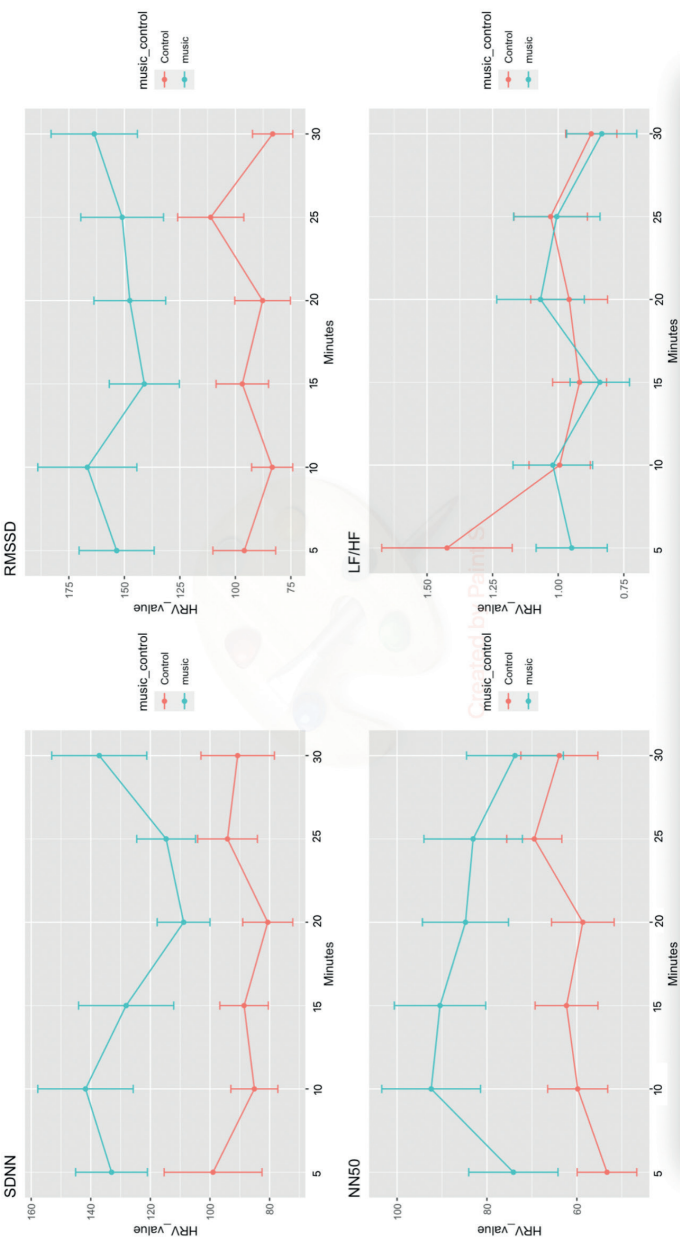 SDNN
160
140
120
100
80
HRV_value
5
10
15
20
25
30
Minutes
music_control
Control
music
RMSSD
175
150
125
100
75
HRV_value
5
10
15
20
25
30
Minutes
music_control
Control
music
NN50
100
80
60
HRV_value
5
10
15
20
25
30
Minutes
music_control
Control
music
LF/HF
1.50
1.25
1.00
0.75
HRV_value
5
10
15
20
25
30
Minutes
music_control
Control
music
Created by Paint S